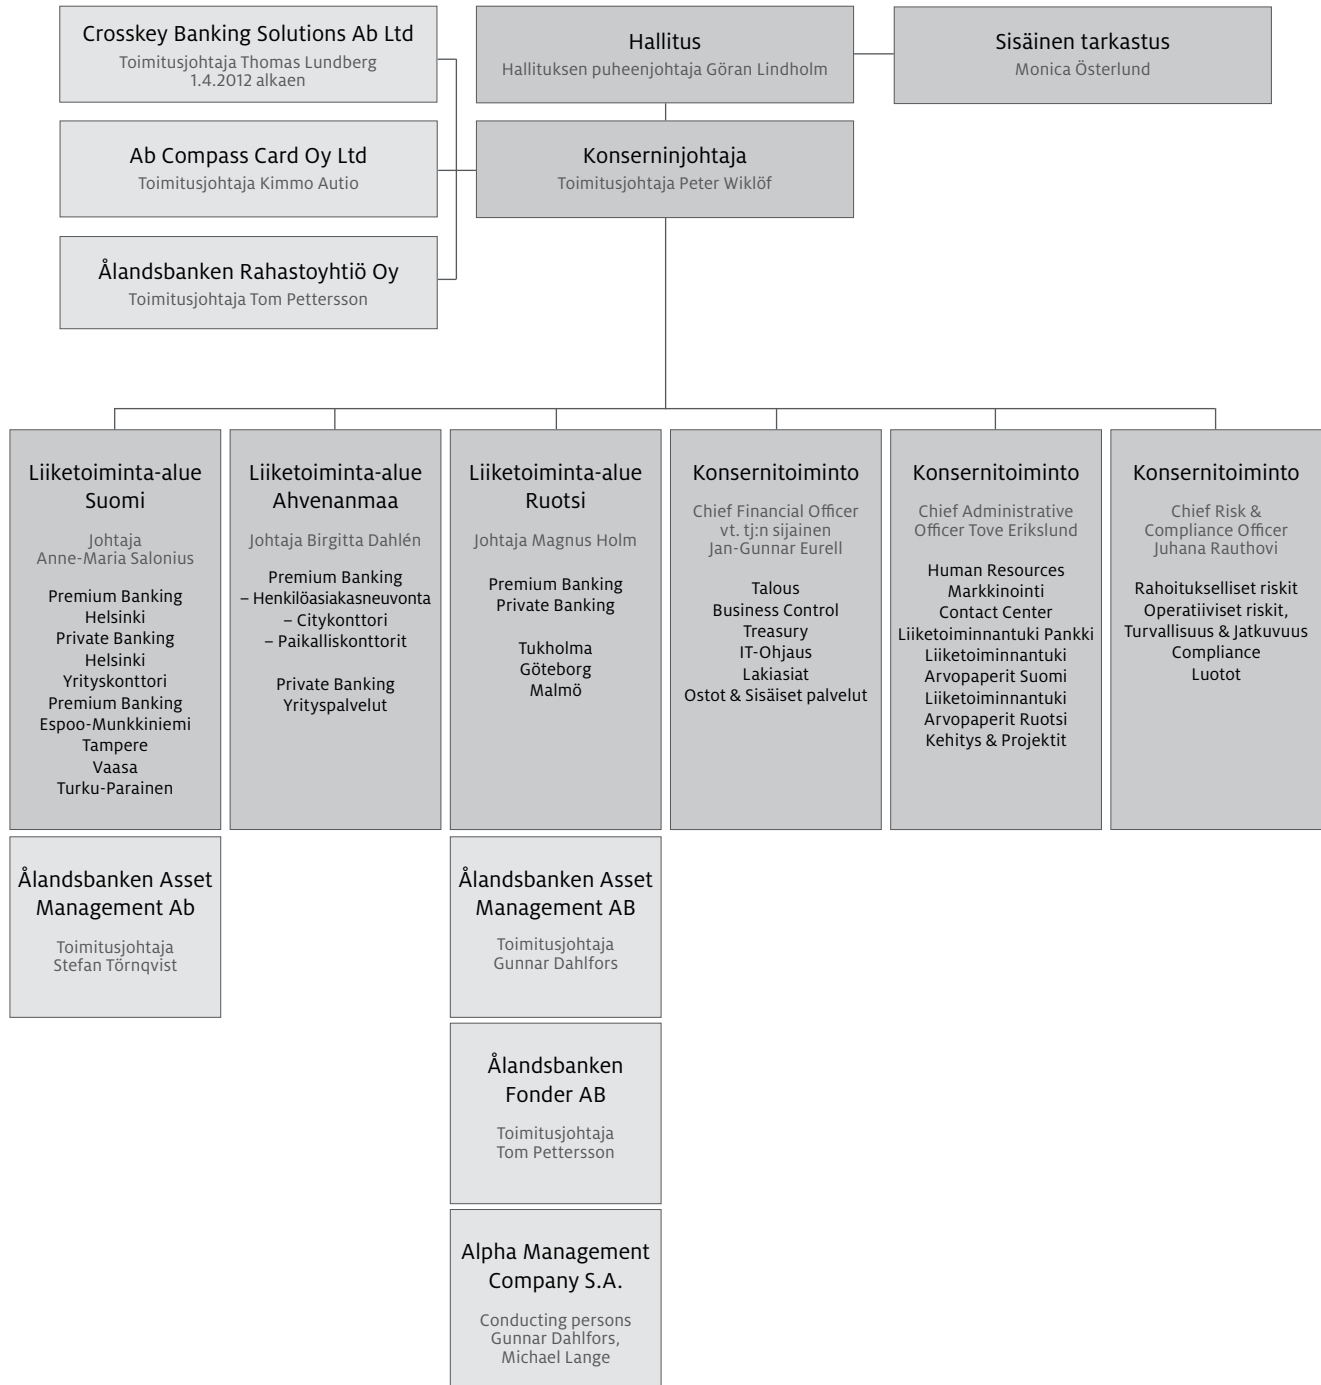 Crosskey Banking Solutions Ab Ltd
Toimitusjohtaja Thomas Lundberg
1.4.2012 alkaen
Hallitus
Hallituksen puheenjohtaja Göran Lindholm
Sisäinen tarkastus
Monica Österlund
Ab Compass Card Oy Ltd
Toimitusjohtaja Kimmo Autio
Konserninjohtaja
Toimitusjohtaja Peter Wiklöf
Ålandsbanken Rahastoyhtiö Oy
Toimitusjohtaja Tom Pettersson
Liiketoiminta-alue
Suomi
Johtaja
Anne-Maria Salonius
Premium Banking
Helsinki
Private Banking
Helsinki
Yrityskonttori
Premium Banking
Espoo-Munkkiniemi
Tampere
Vaasa
Turku-Parainen
Liiketoiminta-alue
Ahvenanmaa
Johtaja Birgitta Dahlén
Premium Banking
– Henkilöasiakasneuvonta
– Citykonttori
– Paikalliskonttorit
Private Banking
Yrityspalvelut
Liiketoiminta-alue
Ruotsi
Johtaja Magnus Holm
Premium Banking
Private Banking
Tukholma
Göteborg
Malmö
Konsernitoiminto
Chief Financial Officer
vt. tj:n sijainen
Jan-Gunnar Eurell
Talous
Business Control
Treasury
IT-Ohjaus
Lakiasiat
Ostot & Sisäiset palvelut
Konsernitoiminto
Chief Administrative
Officer Tove Erikslund
Human Resources
Markkinointi
Contact Center
Liiketoiminnantuki Pankki
Liiketoiminnantuki
Arvopaperit Suomi
Liiketoiminnantuki
Arvopaperit Ruotsi
Kehitys & Projektit
Konsernitoiminto
Chief Risk &
Compliance Officer
Juhana Rauthovi
Rahoitukselliset riskit
Operatiiviset riskit,
Turvallisuus & Jatkuvuus
Compliance
Luotot
Ålandsbanken Asset
Management Ab
Toimitusjohtaja
Stefan Törnqvist
Ålandsbanken Asset
Management AB
Toimitusjohtaja
Gunnar Dahlfors
Ålandsbanken
Fonder AB
Toimitusjohtaja
Tom Pettersson
Alpha Management
Company S.A.
Conducting persons
Gunnar Dahlfors,
Michael Lange